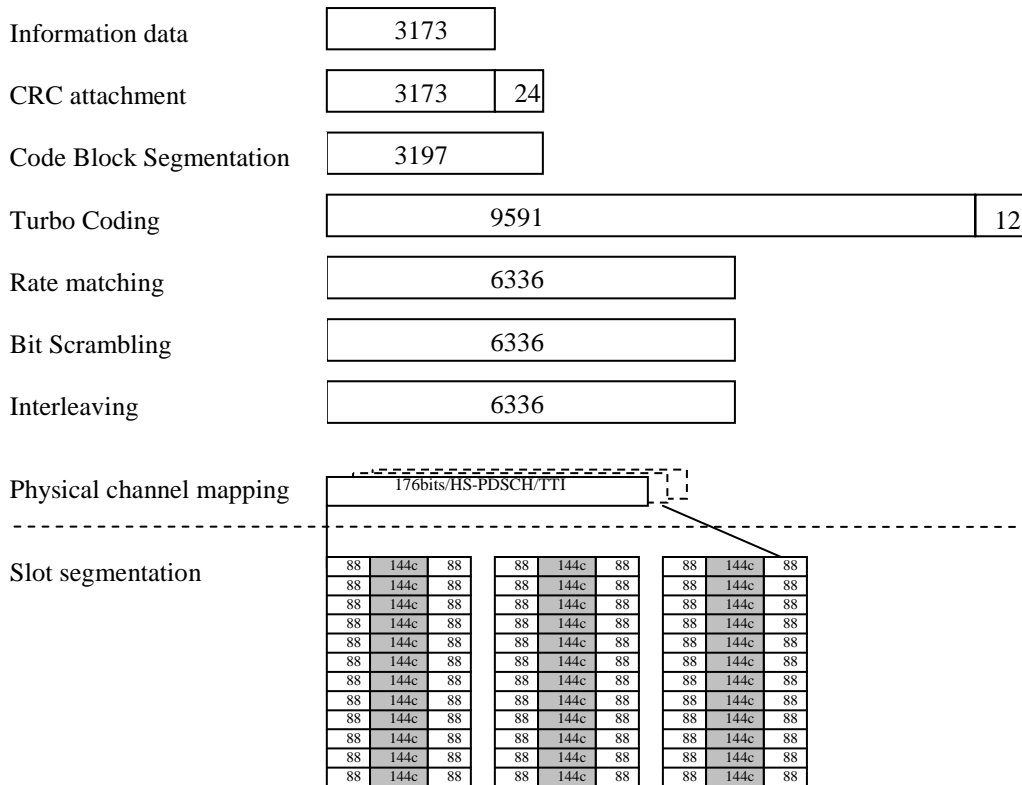 Information data 3173
CRC attachment 3173 24
Code Block Segmentation 3197
Turbo Coding 9591 12
Rate matching 6336
Bit Scrambling 6336
Interleaving 6336
Physical channel mapping 176bits/HS-PDSCH/TTI
Slot segmentation
88 144c 88 88 144c 88 88 144c 88
88 144c 88 88 144c 88 88 144c 88
88 144c 88 88 144c 88 88 144c 88
88 144c 88 88 144c 88 88 144c 88
88 144c 88 88 144c 88 88 144c 88
88 144c 88 88 144c 88 88 144c 88
88 144c 88 88 144c 88 88 144c 88
88 144c 88 88 144c 88 88 144c 88
88 144c 88 88 144c 88 88 144c 88
88 144c 88 88 144c 88 88 144c 88
88 144c 88 88 144c 88 88 144c 88
88 144c 88 88 144c 88 88 144c 88